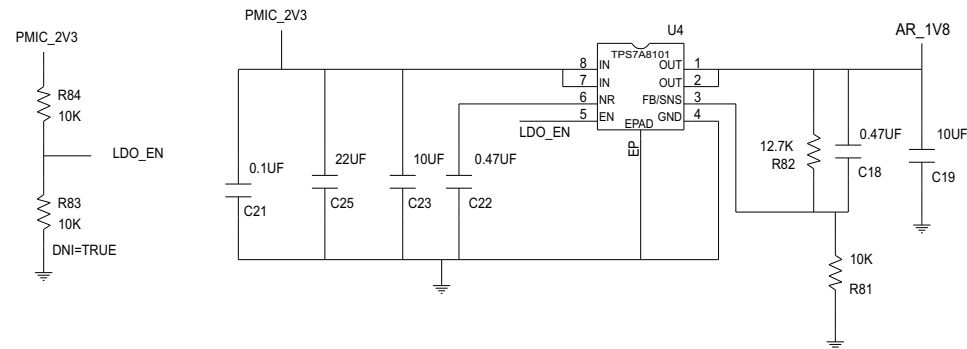 PMIC_2V3
R84
10K
LDO_EN
R83
10K
DNI=TRUE
PMIC_2V3
0.1UF
C21
22UF
C25
10UF
C23
0.47UF
C22
U4
TPS7A8101
8 IN OUT 1
7 IN OUT 2
6 NR FB/SNS 3
5 EN GND 4
EPAD
LDO_EN
EP
AR_1V8
12.7K
R82
0.47UF
C18
10UF
C19
10K
R81